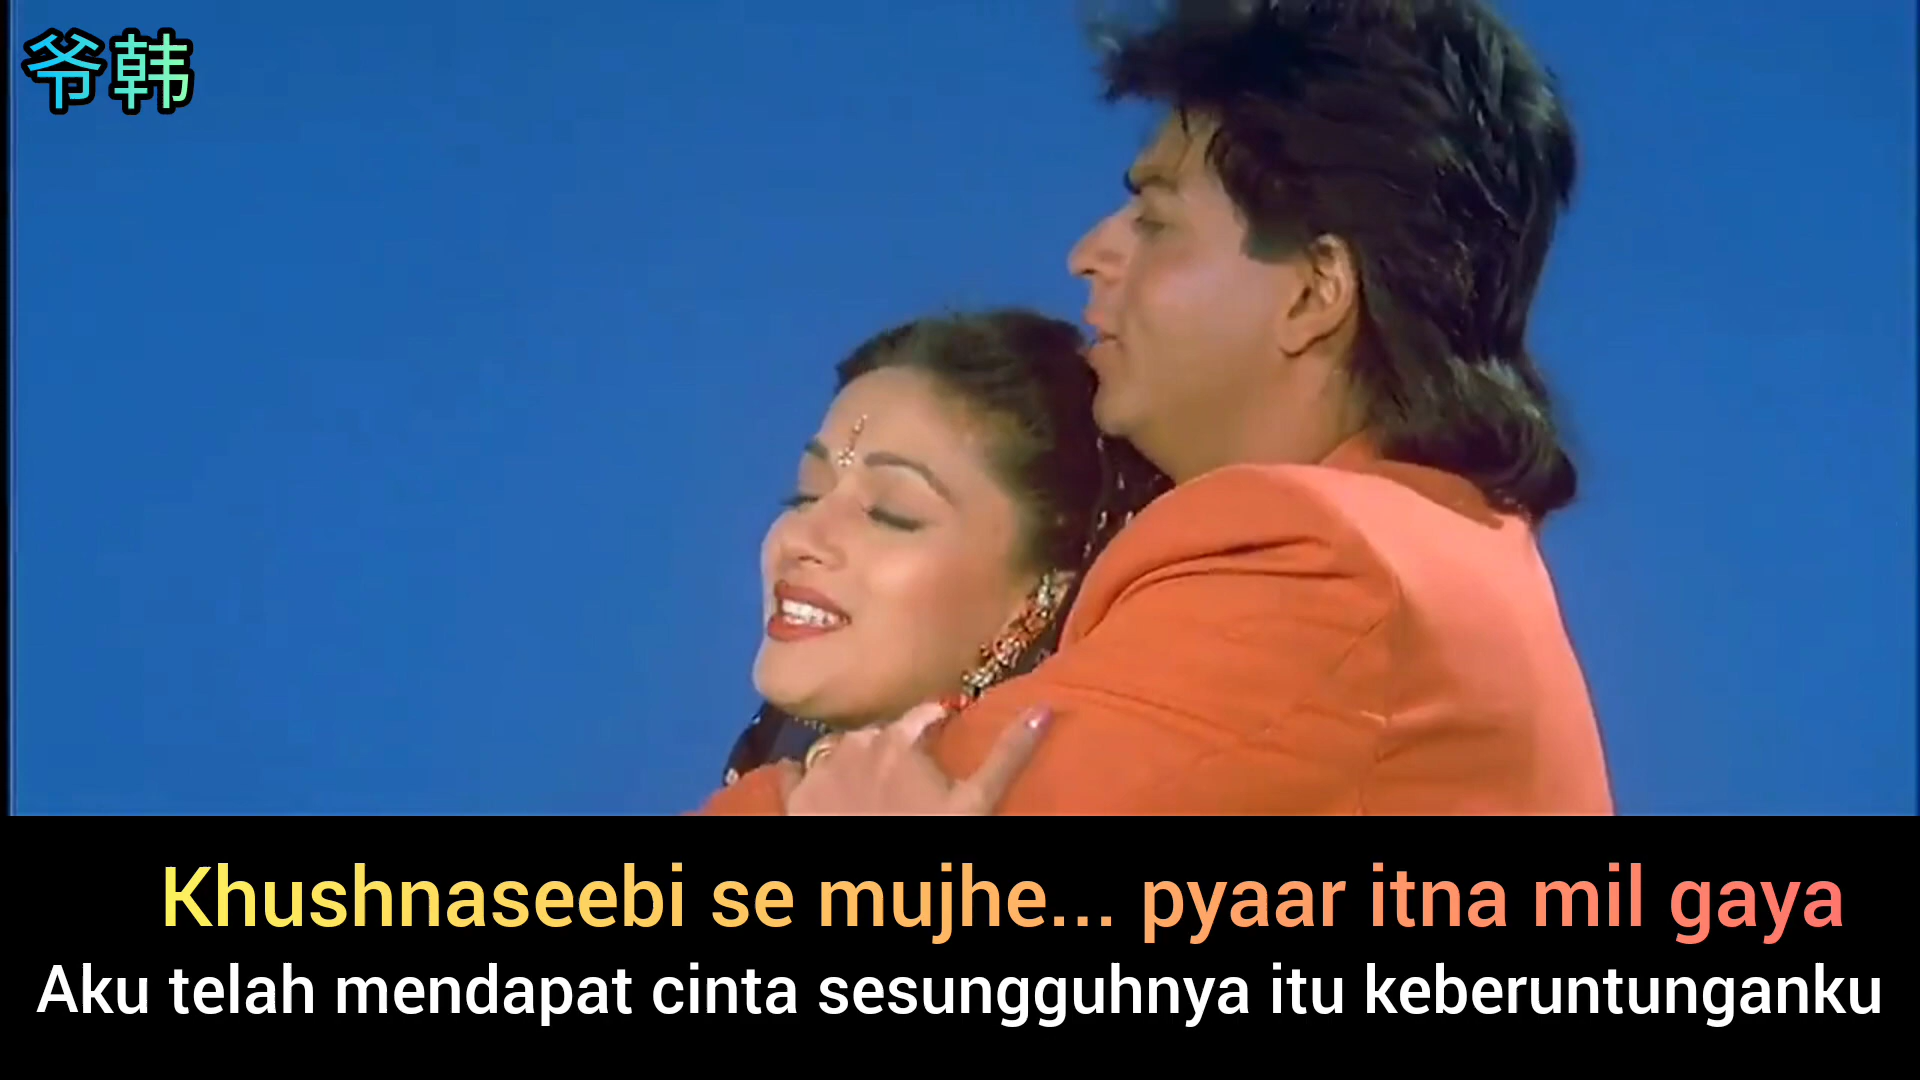 爷韩
Khushnaseebi se mujhe... pyaar itna mil gaya
Aku telah mendapat cinta sesungguhnya itu keberuntunganku